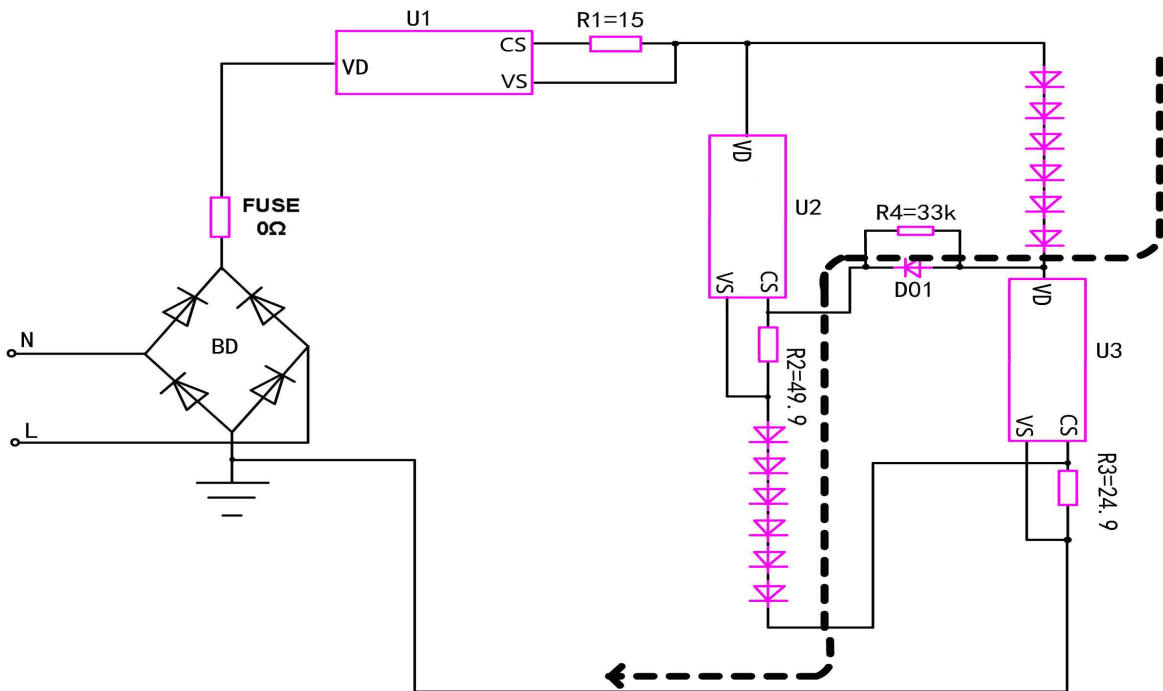 U1
R1=15
CS
VD
VS
VD
U2
FUSE
0Ω
R4=33k
VS
CS
D01
VD
N
BD
R2=49.9
U3
L
VS
CS
R3=24.9